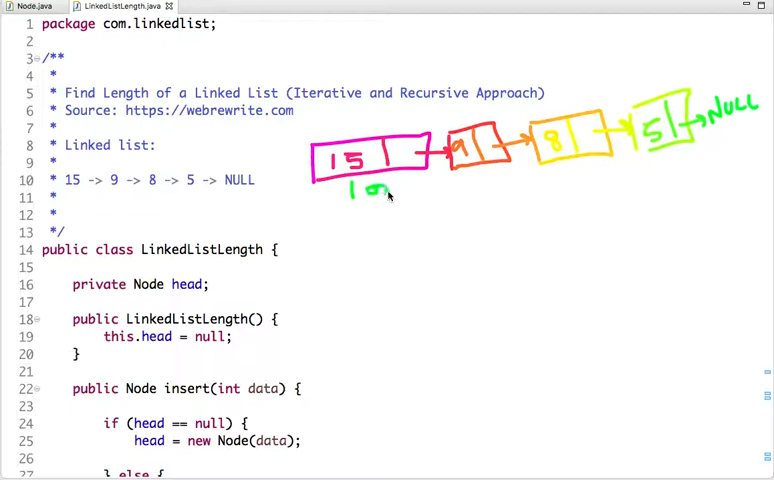 Node.java LinkedListLength.java
1 package com.linkedlist;
2
3 /**
4 *
5 * Find Length of a Linked List (Iterative and Recursive Approach)
6 * Source: https://webrewrite.com
7 *
8 * Linked list:
9 *
10 * 15 -> 9 -> 8 -> 5 -> NULL
11 *
12 *
13 */
14 public class LinkedListLength {
15
16 private Node head;
17
18 public LinkedListLength() {
19 this.head = null;
20 }
21
22 public Node insert(int data) {
23
24 if (head == null) {
25 head = new Node(data);
26
27 } else {
15 9 8 5 NULL